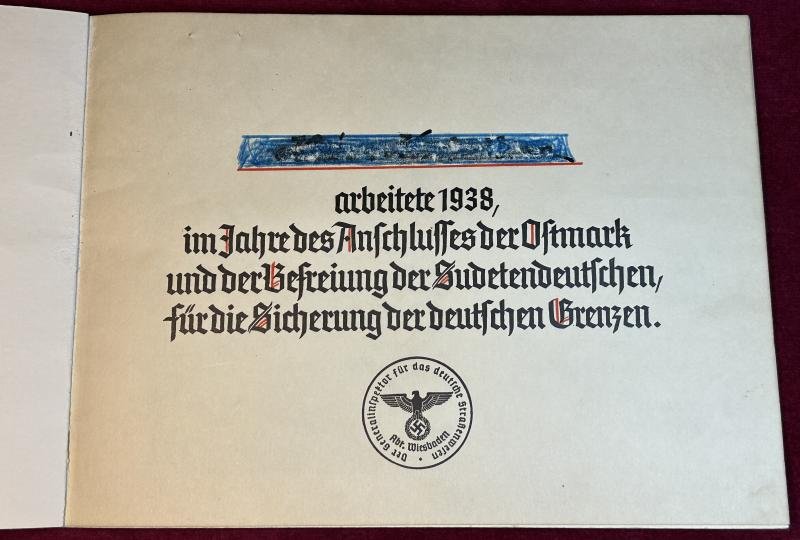 arbeitete 1938,
im Jahre des Anschlusses der Ostmark
und der Befreiung der Sudetendeutschen,
für die Sicherung der deutschen Grenzen.
Der Generalinspektor für das deutsche Straßenwesen
Abt. Wiesbaden